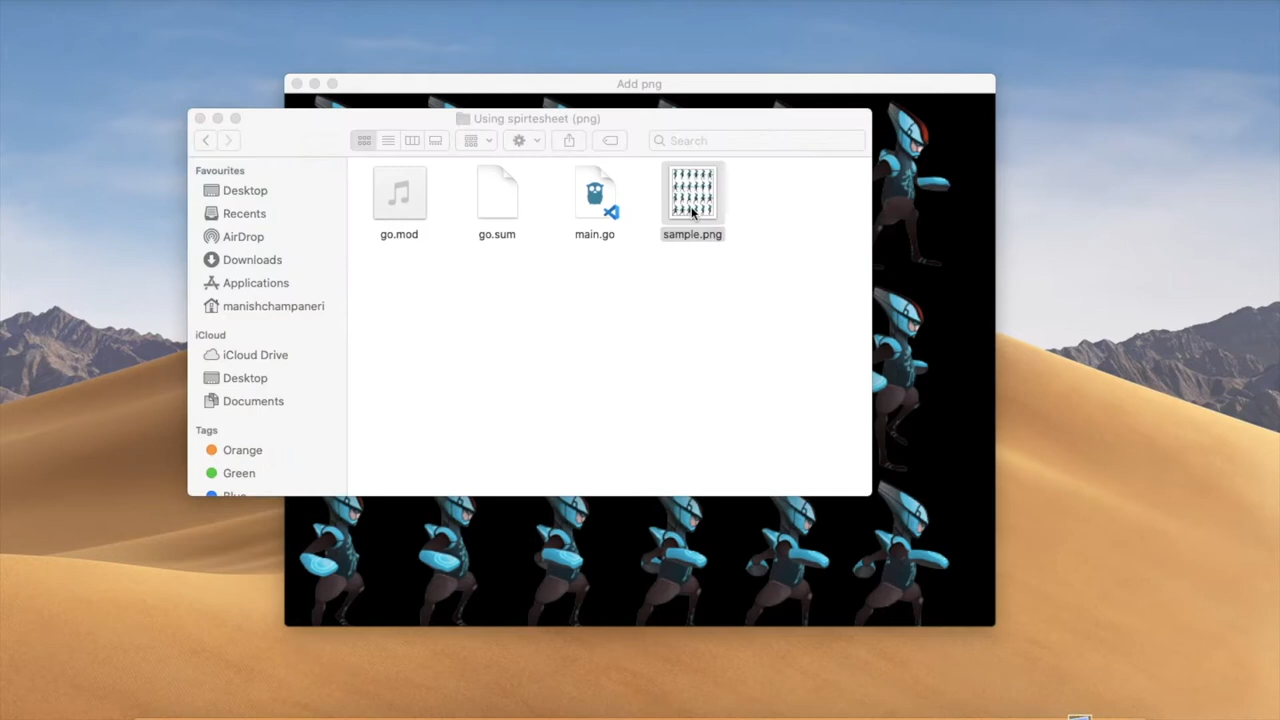 Add png
Using spirtesheet (png)
Search
Favourites
Desktop
Recents
AirDrop
Downloads
Applications
manishchampaneri
iCloud
iCloud Drive
Desktop
Documents
Tags
Orange
Green
Blue
go.mod
go.sum
main.go
sample.png